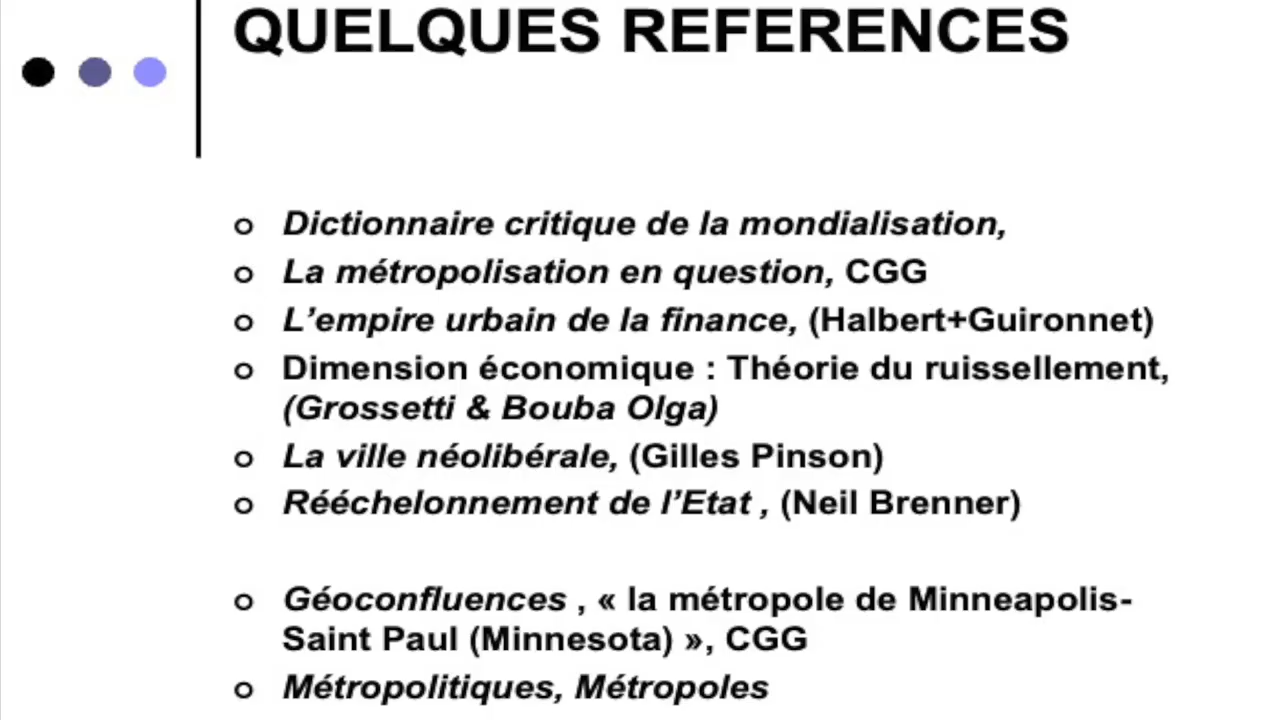 QUELQUES REFERENCES
Dictionnaire critique de la mondialisation,
La métropolisation en question, CGG
L’empire urbain de la finance, (Halbert+Guironnet)
Dimension économique : Théorie du ruissellement,
(Grossetti & Bouba Olga)
La ville néolibérale, (Gilles Pinson)
Rééchelonnement de l’Etat , (Neil Brenner)
Géoconfluences , « la métropole de Minneapolis-
Saint Paul (Minnesota) », CGG
Métropolitiques, Métropoles